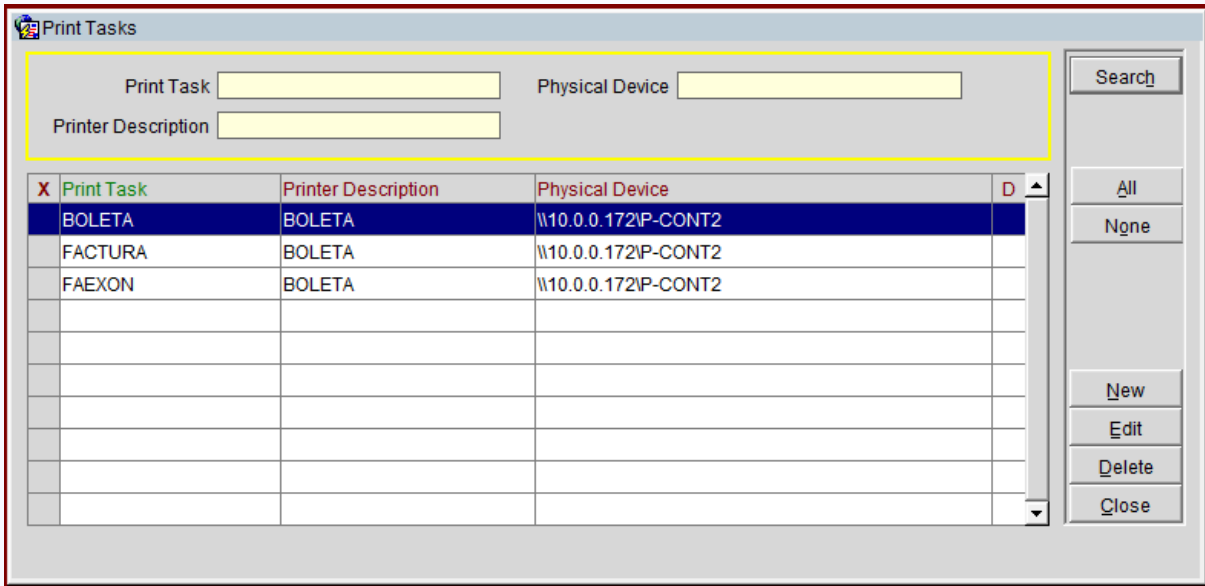 Print Tasks
Print Task Physical Device Search
Printer Description
X Print Task Printer Description Physical Device D All
BOLETA BOLETA \\10.0.0.172\P-CONT2 None
FACTURA BOLETA \\10.0.0.172\P-CONT2
FAEXON BOLETA \\10.0.0.172\P-CONT2
New
Edit
Delete
Close